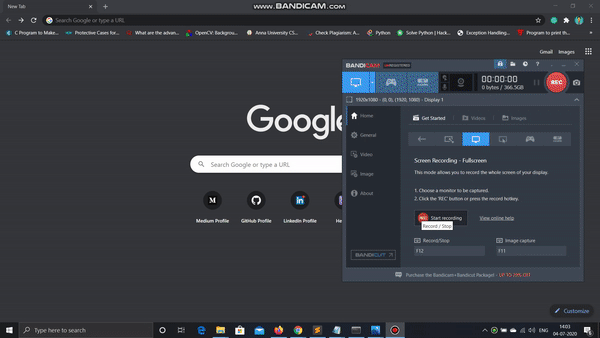 www.BANDICAM.com
New Tab
Search Google or type a URL
C Program to Make... Protective Cases for... What are the advan... OpenCV: Backgrou... Anna University CS... Check Plagiarism: A... Python Solve Python | Hack... Exception Handling... Program to print th...
Gmail Images
BANDICAM UNREGISTERED
REC
00:00:00
0 bytes / 366.5GB
1920x1080 - (0, 0), (1920, 1080) - Display 1
Home
General
Video
Image
About
BANDICUT
Get Started Videos Images
Screen Recording - Fullscreen
This mode allows you to record the whole screen of your display.
1. Choose a monitor to be captured.
2. Click the 'REC' button or press the record hotkey.
REC Start recording View online help
Record / Stop
Record/Stop Image capture
F12 F11
Purchase the Bandicam+Bandicut Package! - UP TO 39% OFF
Google
Search Google or type a URL
Medium Profile GitHub Profile LinkedIn Profile
Customize
Type here to search
ENG
14:03
04-07-2020